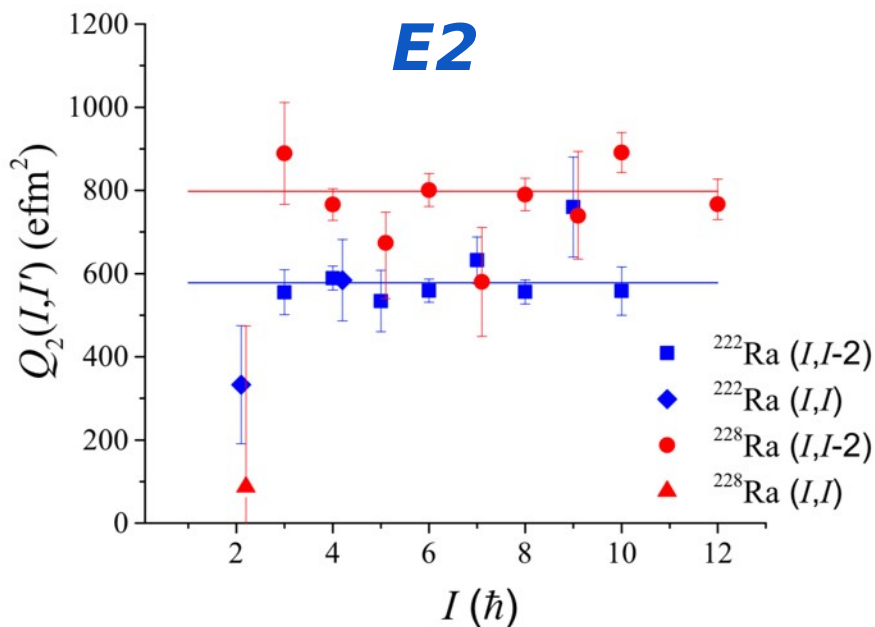 E2
1200
1000
800
600
400
200
0
Q₂(I,I') (efm²)
2 4 6 8 10 12
I (ℏ)
²²²Ra (I,I-2)
²²²Ra (I,I)
²²⁸Ra (I,I-2)
²²⁸Ra (I,I)